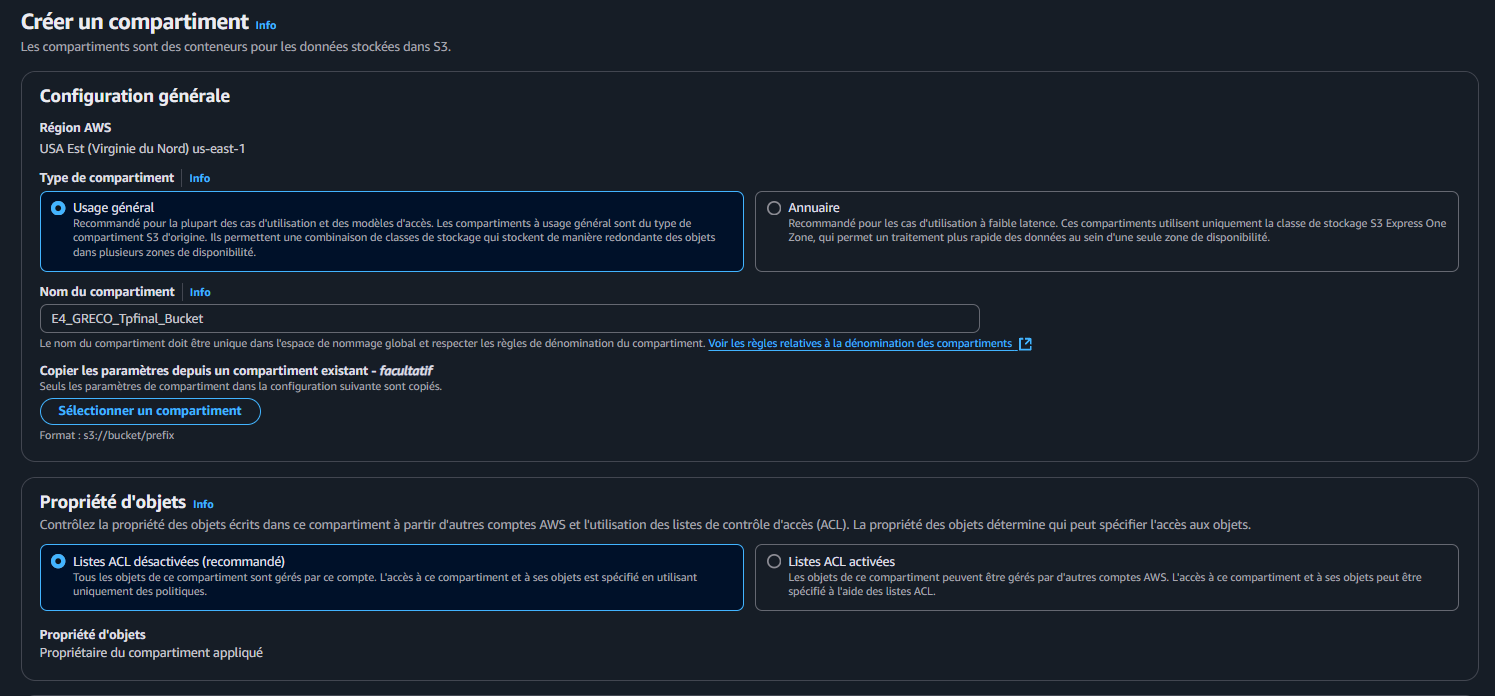 Créer un compartiment Info
Les compartiments sont des conteneurs pour les données stockées dans S3.
Configuration générale
Région AWS
USA Est (Virginie du Nord) us-east-1
Type de compartiment Info
Usage général
Recommandé pour la plupart des cas d'utilisation et des modèles d'accès. Les compartiments à usage général sont du type de
compartiment S3 d'origine. Ils permettent une combinaison de classes de stockage qui stockent de manière redondante des objets
dans plusieurs zones de disponibilité.
Annuaire
Recommandé pour les cas d'utilisation à faible latence. Ces compartiments utilisent uniquement la classe de stockage S3 Express One
Zone, qui permet un traitement plus rapide des données au sein d'une seule zone de disponibilité.
Nom du compartiment Info
E4_GRECO_Tpfinal_Bucket
Le nom du compartiment doit être unique dans l'espace de nommage global et respecter les règles de dénomination du compartiment. Voir les règles relatives à la dénomination des compartiments
Copier les paramètres depuis un compartiment existant - facultatif
Seuls les paramètres de compartiment dans la configuration suivante sont copiés.
Sélectionner un compartiment
Format : s3://bucket/prefix
Propriété d'objets Info
Contrôlez la propriété des objets écrits dans ce compartiment à partir d'autres comptes AWS et l'utilisation des listes de contrôle d'accès (ACL). La propriété des objets détermine qui peut spécifier l'accès aux objets.
Listes ACL désactivées (recommandé)
Tous les objets de ce compartiment sont gérés par ce compte. L'accès à ce compartiment et à ses objets est spécifié en utilisant
uniquement des politiques.
Listes ACL activées
Les objets de ce compartiment peuvent être gérés par d'autres comptes AWS. L'accès à ce compartiment et à ses objets peut être
spécifié à l'aide des listes ACL.
Propriété d'objets
Propriétaire du compartiment appliqué